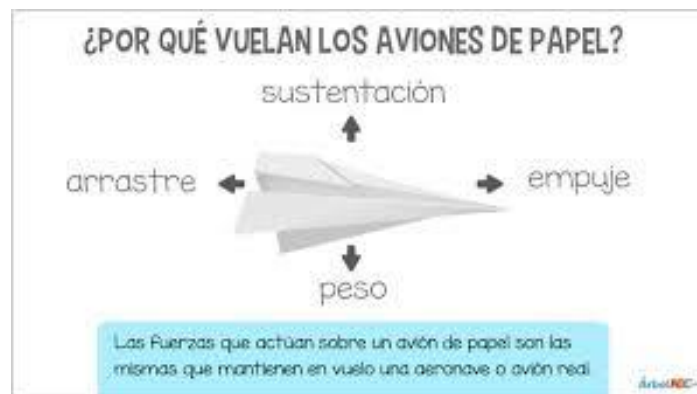 ¿POR QUÉ VUELAN LOS AVIONES DE PAPEL?
sustentación
arrastre
empuje
peso
Las fuerzas que actúan sobre un avión de papel son las
mismas que mantienen en vuelo una aeronave o avión real
ÁrbolABC